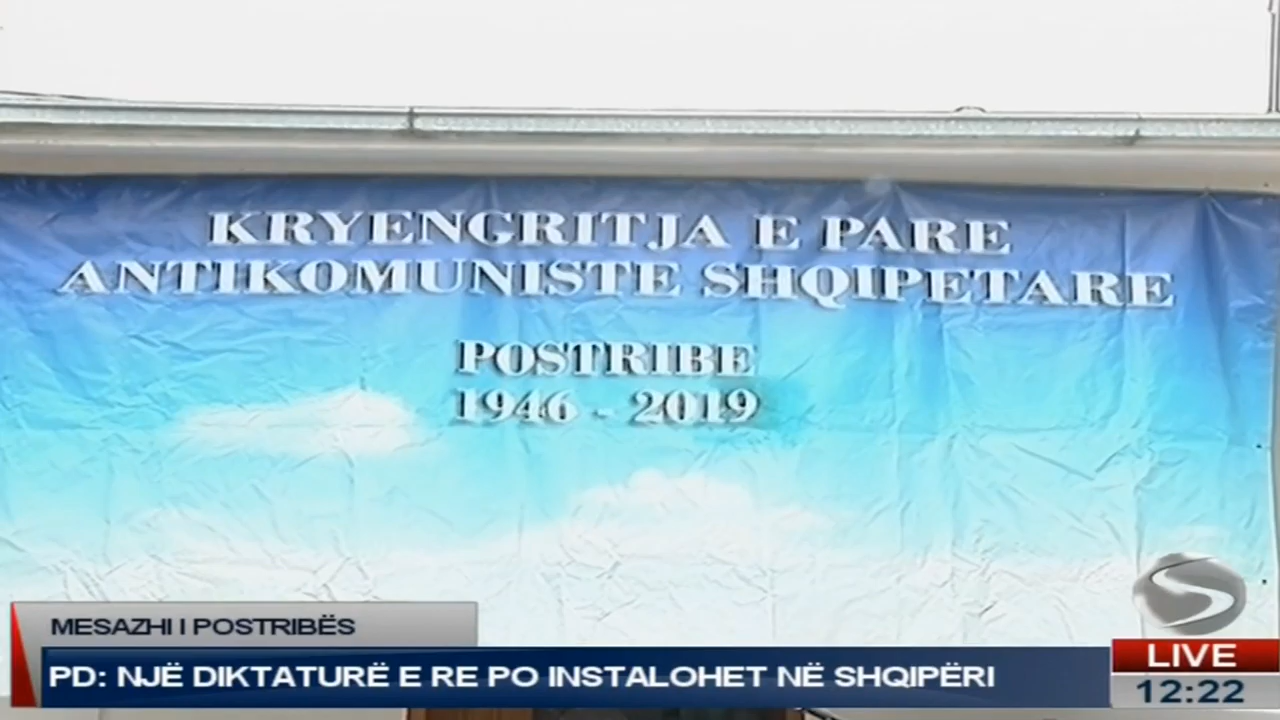 KRYENGRITJA E PARE
ANTIKOMUNISTE SHQIPETARE
POSTRIBE
1946 - 2019
MESAZHI I POSTRIBËS
PD: NJË DIKTATURË E RE PO INSTALOHET NË SHQIPËRI
LIVE
12:22